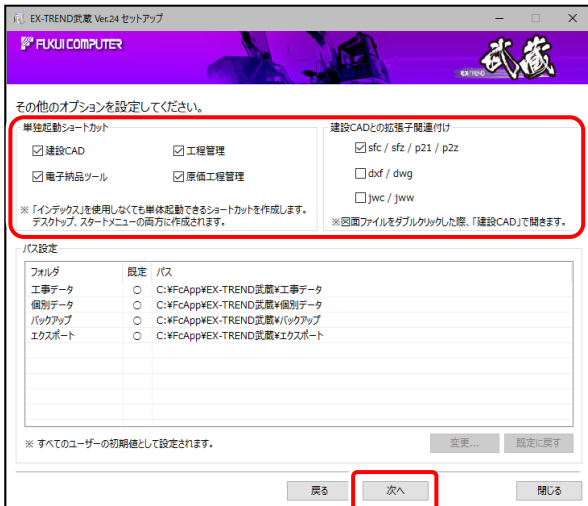 EX-TREND武蔵 Ver.24 セットアップ
FUKUI COMPUTER
EX-TREND 武蔵
その他のオプションを設定してください。
単独起動ショートカット
建設CAD 工程管理
電子納品ツール 原価工程管理
※「インデックス」を使用しなくても単体起動できるショートカットを作成します。
デスクトップ、スタートメニューの両方に作成されます。
建設CADとの拡張子関連付け
sfc / sfz / p21 / p2z
dxf / dwg
jwc / jww
※図面ファイルをダブルクリックした際、「建設CAD」で開きます。
パス設定
フォルダ 既定 パス
工事データ ○ C:¥FcApp¥EX-TREND武蔵¥工事データ
個別データ ○ C:¥FcApp¥EX-TREND武蔵¥個別データ
バックアップ ○ C:¥FcApp¥EX-TREND武蔵¥バックアップ
エクスポート ○ C:¥FcApp¥EX-TREND武蔵¥エクスポート
※ すべてのユーザーの初期値として設定されます。
変更... 既定に戻す
戻る 次へ 閉じる